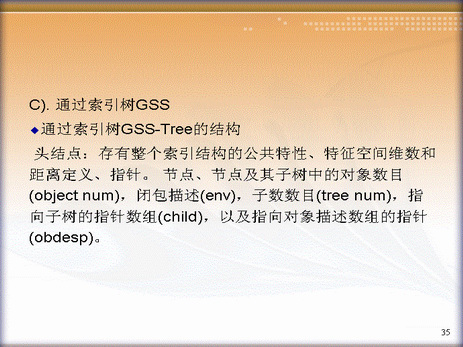 C). 通过索引树GSS
◆通过索引树GSS-Tree的结构
头结点：存有整个索引结构的公共特性、特征空间维数和
距离定义、指针。 节点、节点及其子树中的对象数目
(object num)，闭包描述(env)，子数数目(tree num)，指
向子树的指针数组(child)，以及指向对象描述数组的指针
(obdesp)。
35